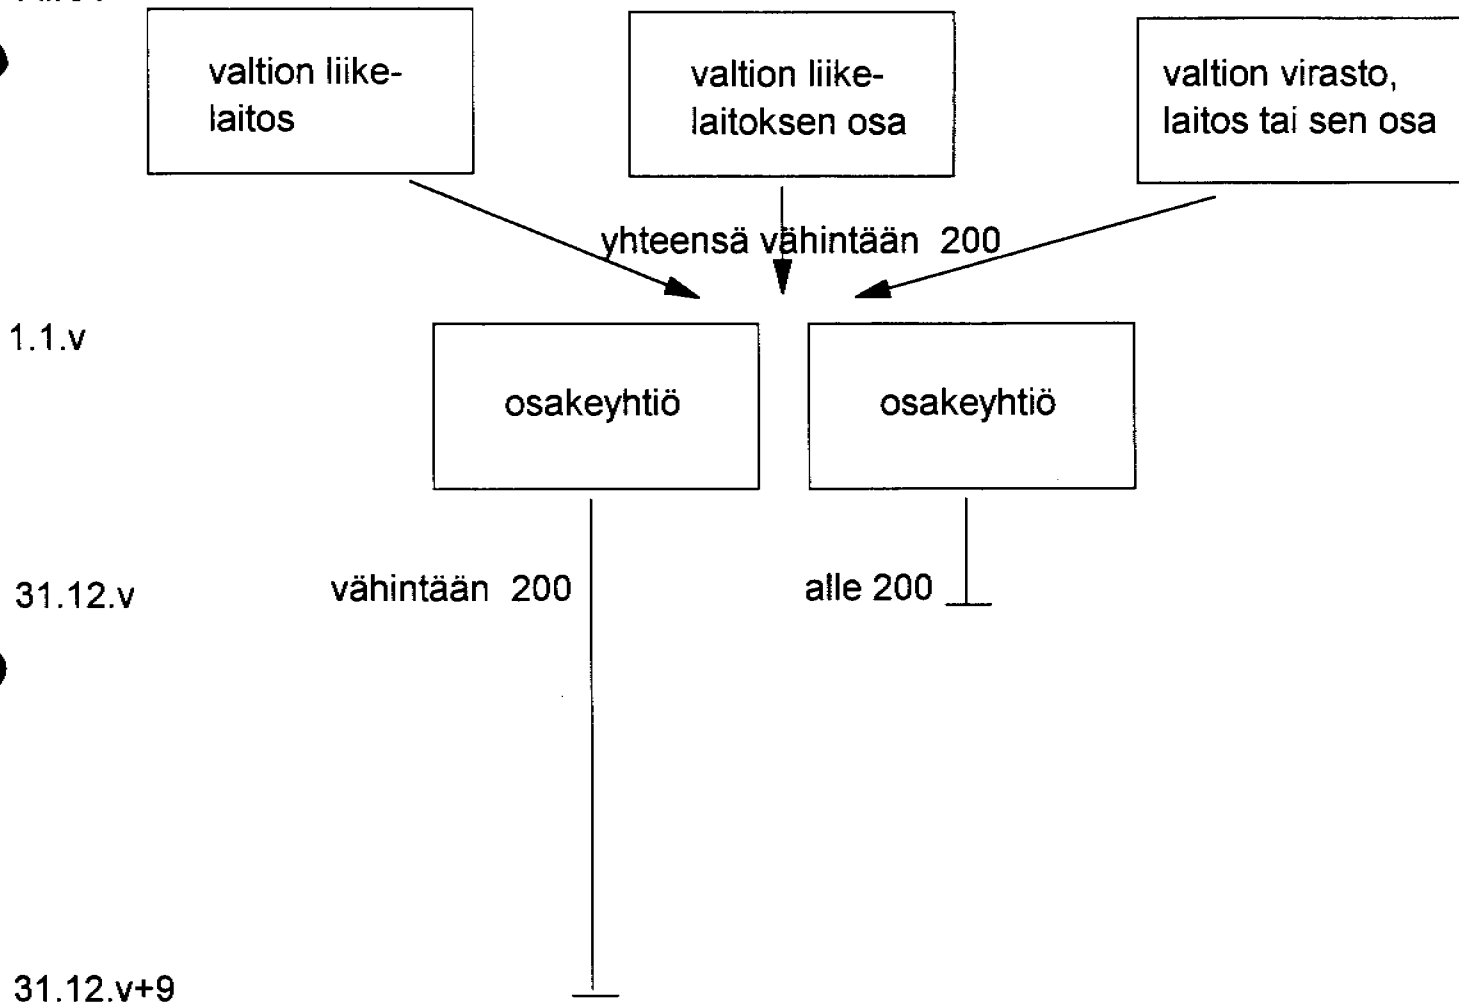 valtion liike-
laitos
valtion liike-
laitoksen osa
valtion virasto,
laitos tai sen osa
yhteensä vähintään 200
1.1.v
osakeyhtiö
osakeyhtiö
31.12.v
vähintään 200
alle 200
31.12.v+9